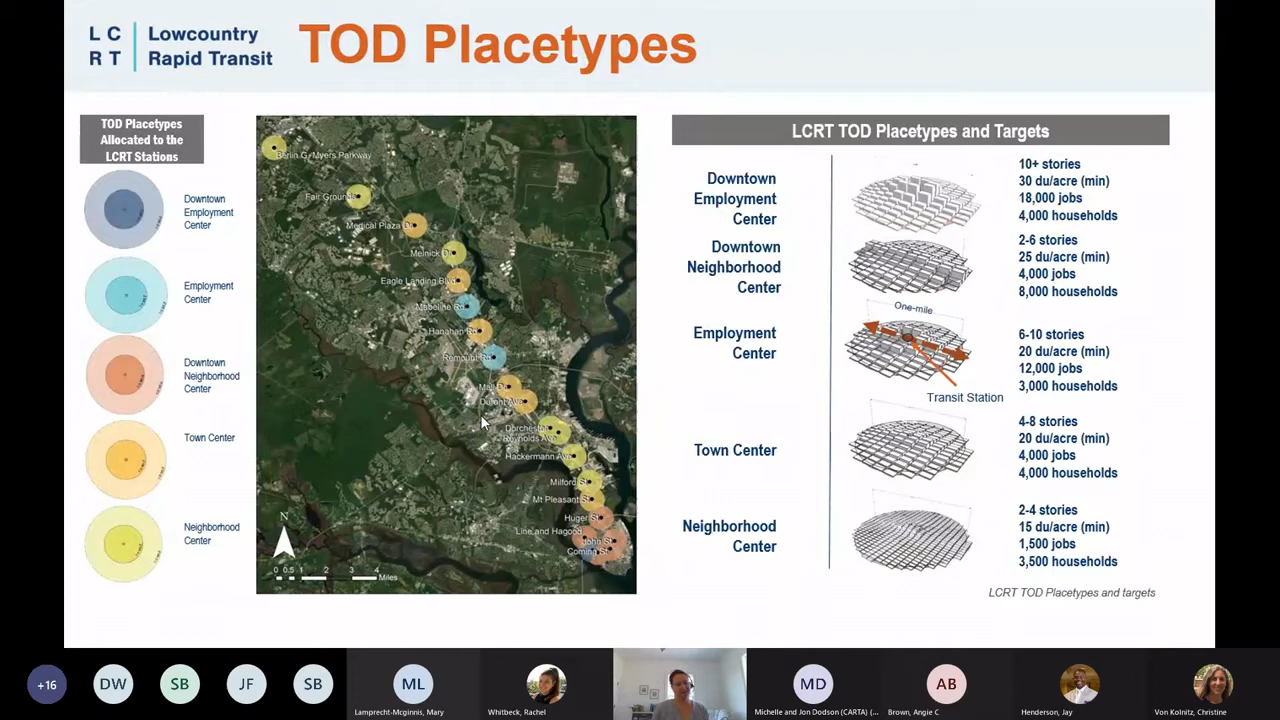 L C
R T
Lowcountry
Rapid Transit
TOD Placetypes
TOD Placetypes
Allocated to the
LCRT Stations
Downtown
Employment
Center
Employment
Center
Downtown
Neighborhood
Center
Town Center
Neighborhood
Center
Berlin G. Myers Parkway
Fair Grounds
Medical Plaza Dr
Melnick Dr
Eagle Landing Blvd
Mabeline Rd
Hanahan Rd
Remount Rd
Mall Dr
Dupont Ave
Dorchester
Reynolds Ave
Hackermann Ave
Milford St
Mt Pleasant St
Huger St
Line and Hagood
John St
Coming St
N
0 0.5 1 2 3 4
Miles
LCRT TOD Placetypes and Targets
Downtown
Employment
Center
10+ stories
30 du/acre (min)
18,000 jobs
4,000 households
Downtown
Neighborhood
Center
2-6 stories
25 du/acre (min)
4,000 jobs
8,000 households
One-mile
Employment
Center
6-10 stories
20 du/acre (min)
12,000 jobs
3,000 households
Transit Station
Town Center
4-8 stories
20 du/acre (min)
4,000 jobs
4,000 households
Neighborhood
Center
2-4 stories
15 du/acre (min)
1,500 jobs
3,500 households
LCRT TOD Placetypes and targets
+16
DW
SB
JF
SB
ML
Lamprecht-Mcginnis, Mary
Whitbeck, Rachel
MD
Michelle and Jon Dodson (CARTA) (...
AB
Brown, Angie C
Henderson, Jay
Von Kolnitz, Christine